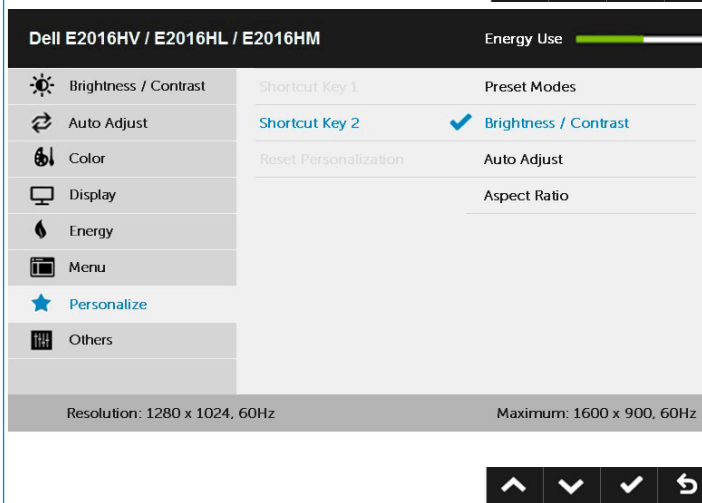 Dell E2016HV / E2016HL / E2016HM Energy Use
Brightness / Contrast Shortcut Key 1 Preset Modes
Auto Adjust Shortcut Key 2 Brightness / Contrast
Color Reset Personalization Auto Adjust
Display Aspect Ratio
Energy
Menu
Personalize
Others
Resolution: 1280 x 1024, 60Hz Maximum: 1600 x 900, 60Hz